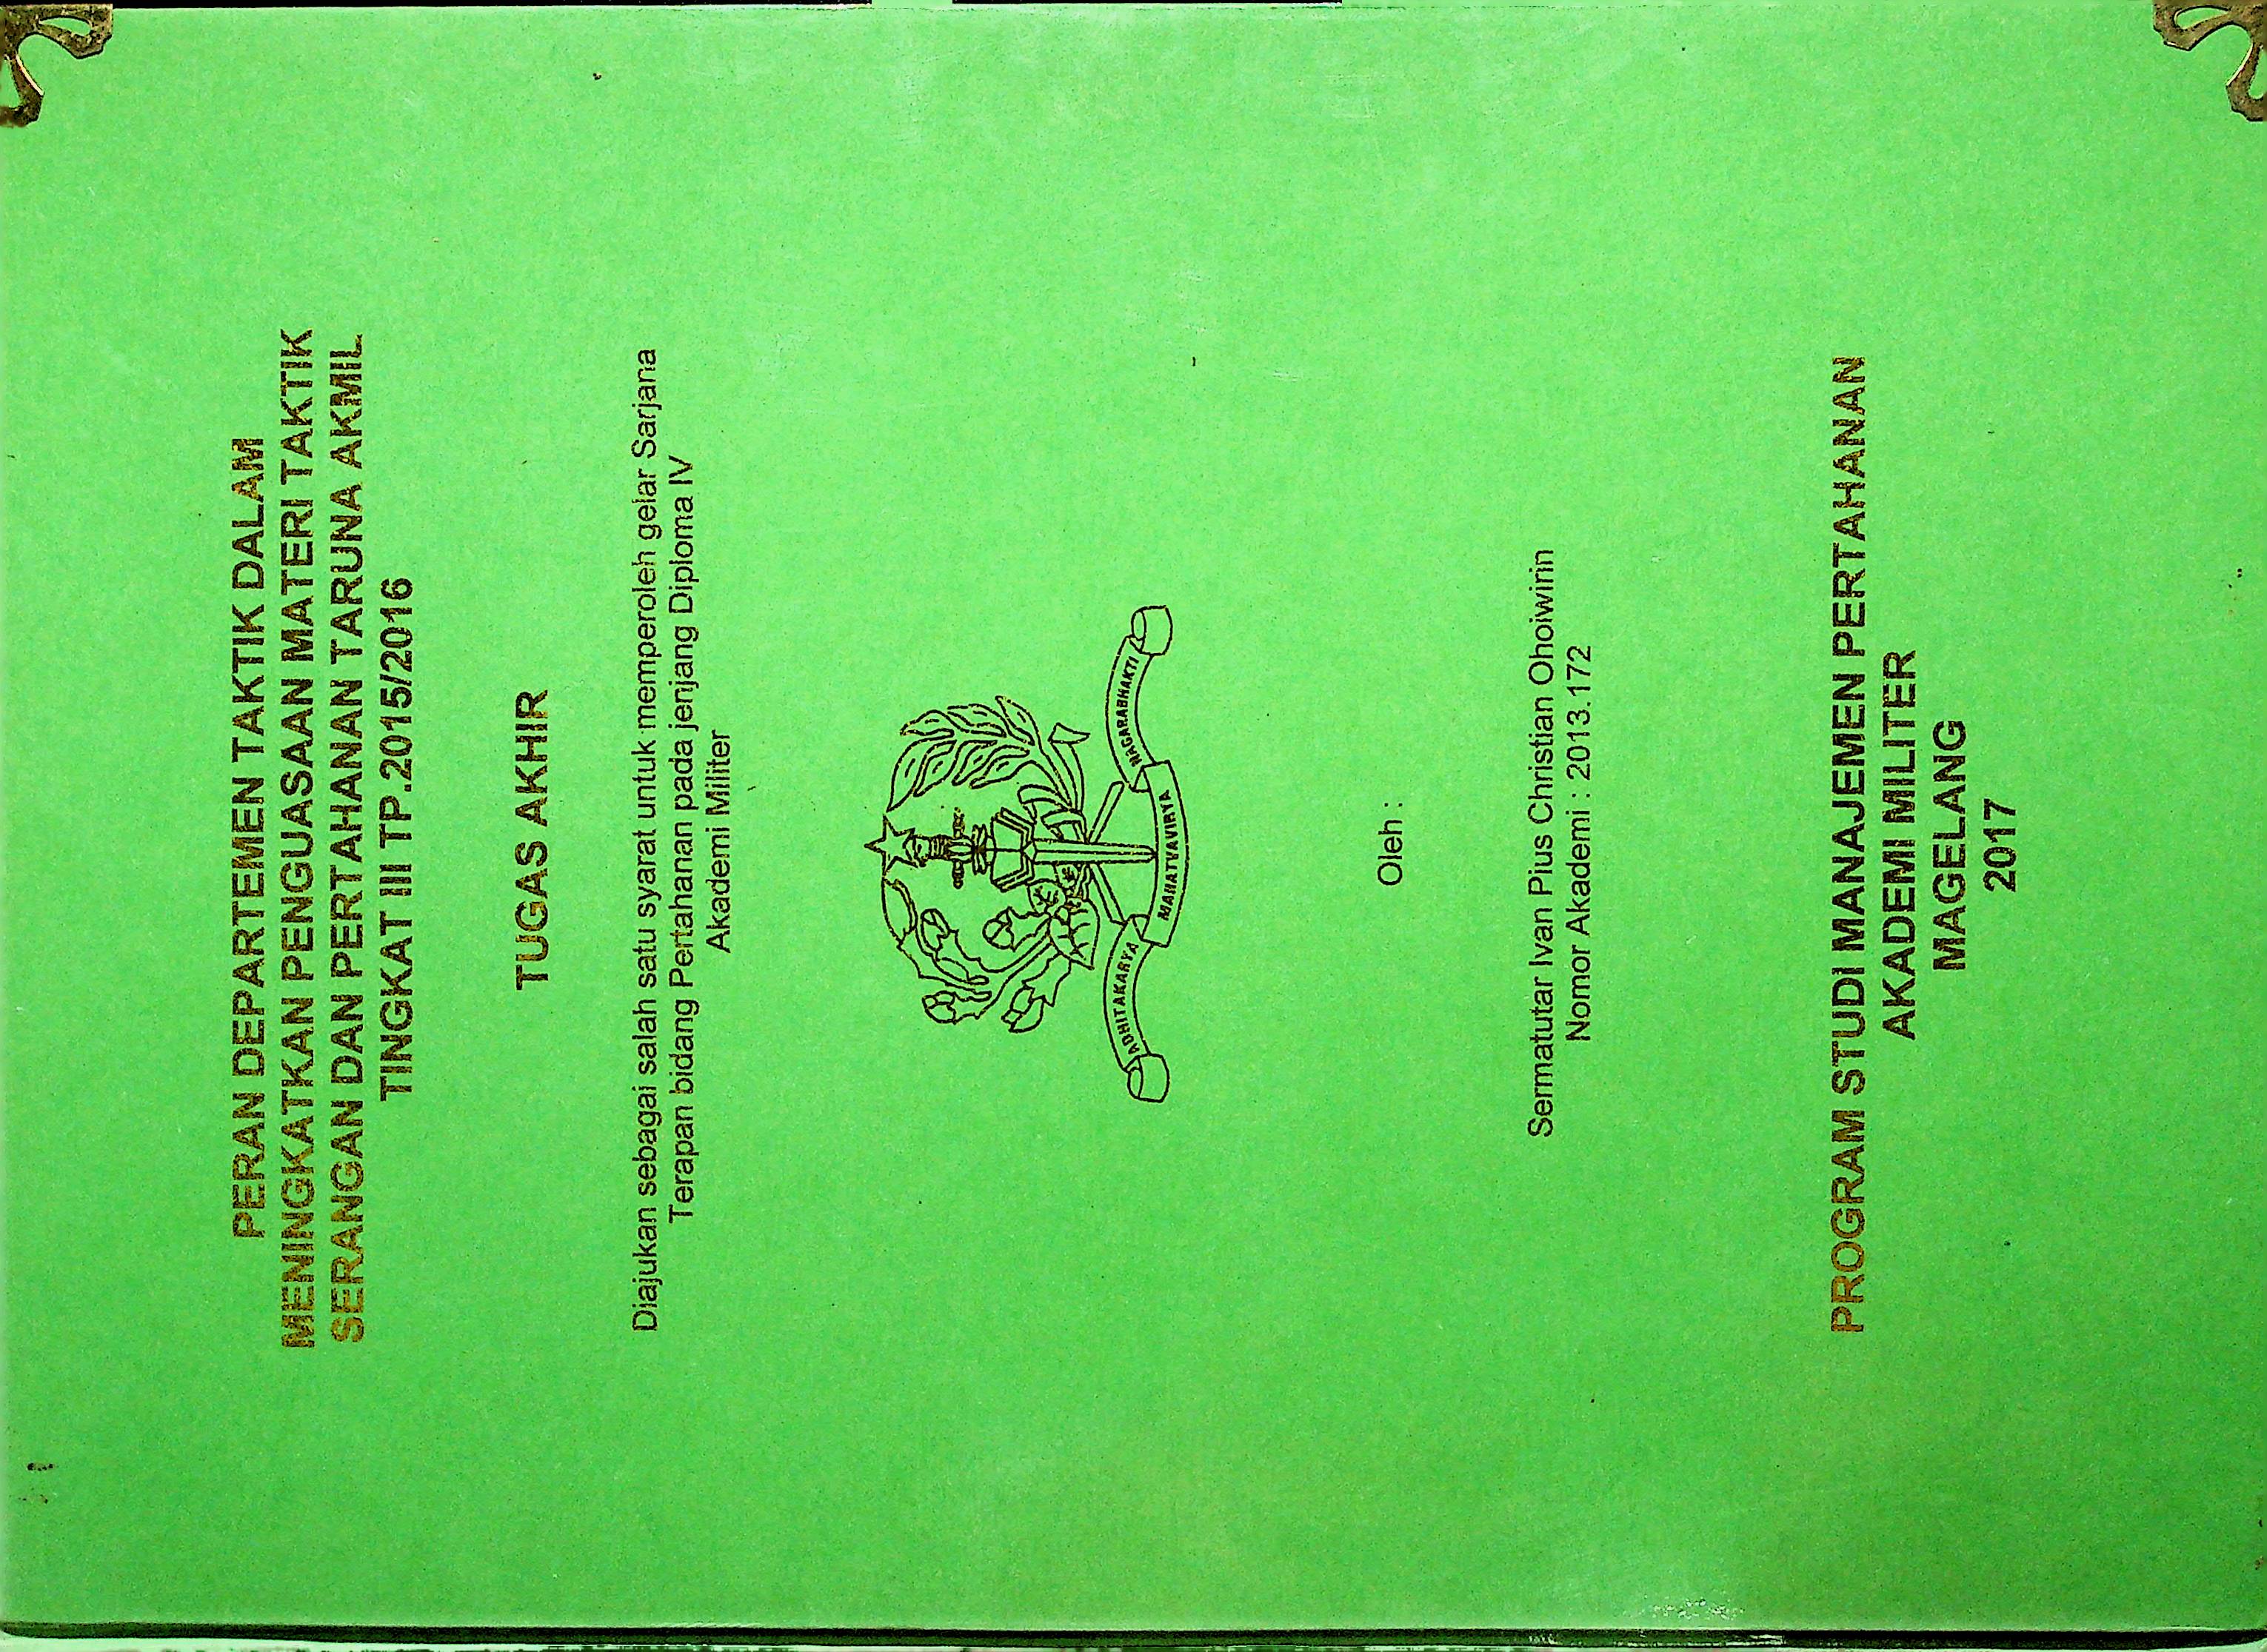 PERAN DEPARTEMEN TAKTIK DALAM
MENINGKATKAN PENGUASAAN MATERI TAKTIK
SERANGAN DAN PERTAHANAN TARUNA AKMIL
TINGKAT III TP.2015/2016
TUGAS AKHIR
Diajukan sebagai salah satu syarat untuk memperoleh gelar Sarjana
Terapan bidang Pertahanan pada jenjang Diploma IV
Akademi Militer
ADHITAKARYA MAHATVAVIRYA NAGARABHAKTI
Oleh :
Sermatutar Ivan Pius Christian Ohoiwirin
Nomor Akademi : 2013.172
PROGRAM STUDI MANAJEMEN PERTAHANAN
AKADEMI MILITER
MAGELANG
2017